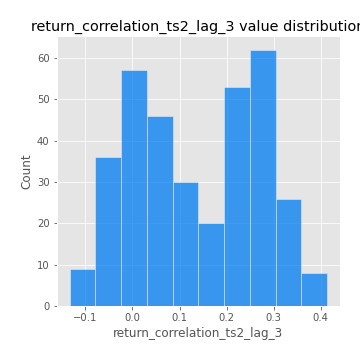 return_correlation_ts2_lag_3 value distribution
60
50
40
30
20
10
0
Count
−0.1 0.0 0.1 0.2 0.3 0.4
return_correlation_ts2_lag_3